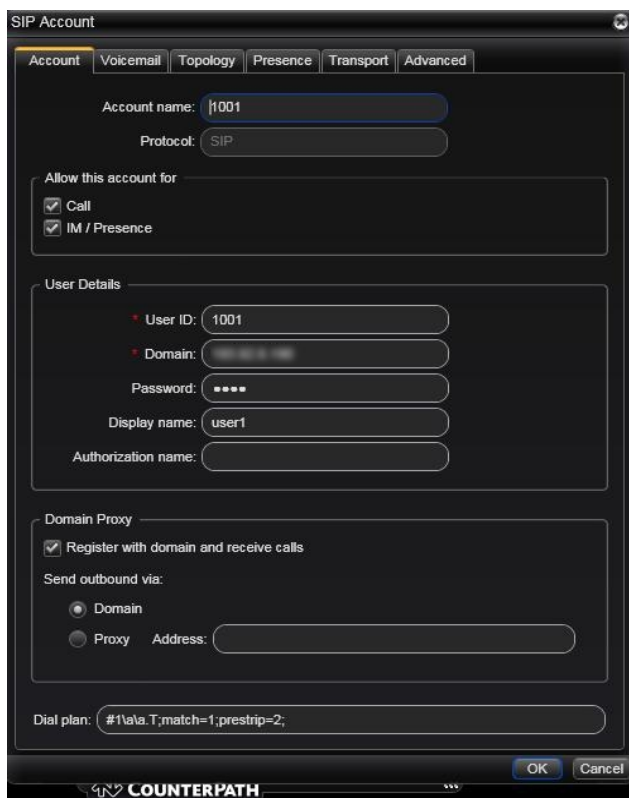 SIP Account
Account Voicemail Topology Presence Transport Advanced
Account name: 1001
Protocol: SIP
Allow this account for
Call
IM / Presence
User Details
* User ID: 1001
* Domain:
Password: ••••
Display name: user1
Authorization name:
Domain Proxy
Register with domain and receive calls
Send outbound via:
Domain
Proxy Address:
Dial plan: #1\a\a.T;match=1;prestrip=2;
OK Cancel
COUNTERPATH